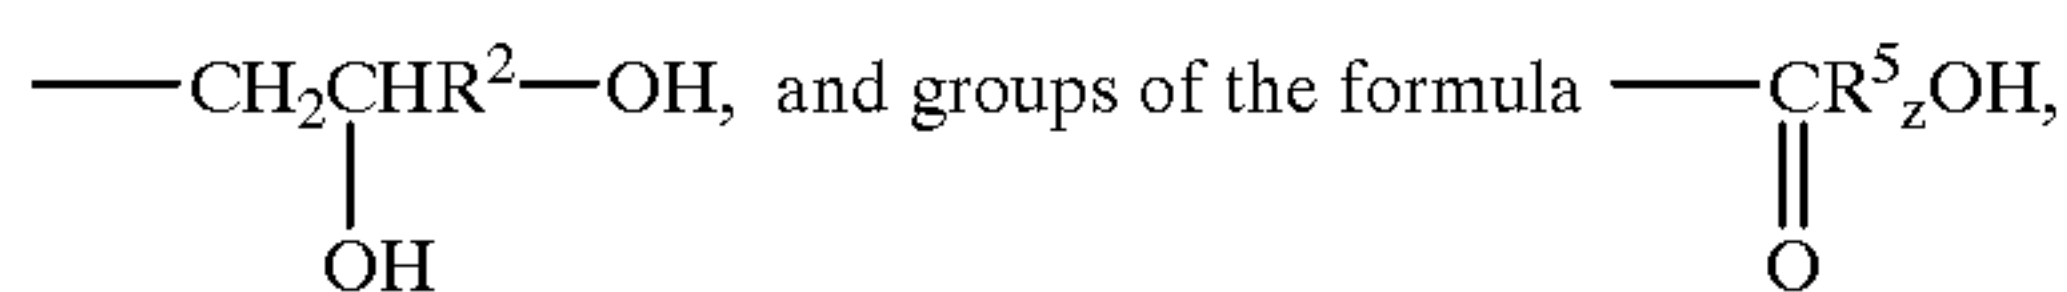 —CH₂CHR²—OH, and groups of the formula —CR⁵zOH,
OH O